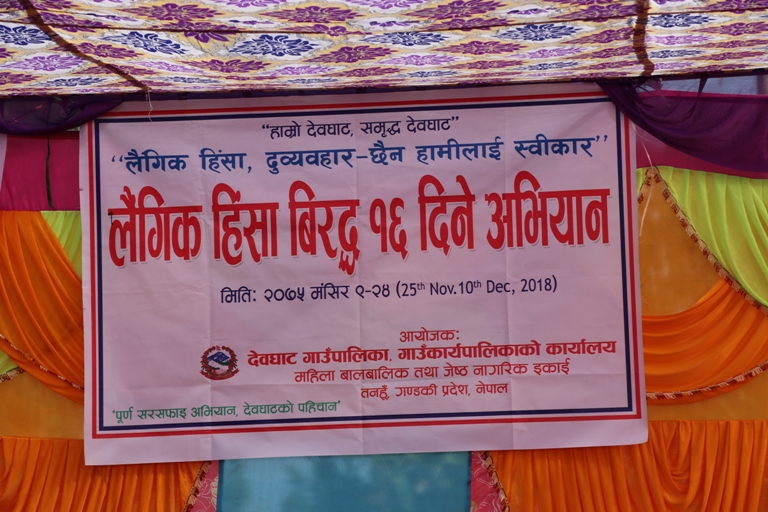 “हाम्रो देवघाट, समृद्ध देवघाट”
“लैंगिक हिंसा, दुव्यवहार-छैन हामीलाई स्वीकार”
लैंगिक हिंसा बिरद्ध १६ दिने अभियान
मिति: २०७५ मंसिर ९-२४ (25th Nov.10th Dec, 2018)
आयोजक:
देवघाट गाउँपालिका, गाउँकार्यपालिकाको कार्यालय
महिला बालबालिक तथा जेष्ठ नागरिक इकाई
तनहुँ, गण्डकी प्रदेश, नेपाल
'पूर्ण सरसफाइ अभियान, देवघाटको पहिचान'